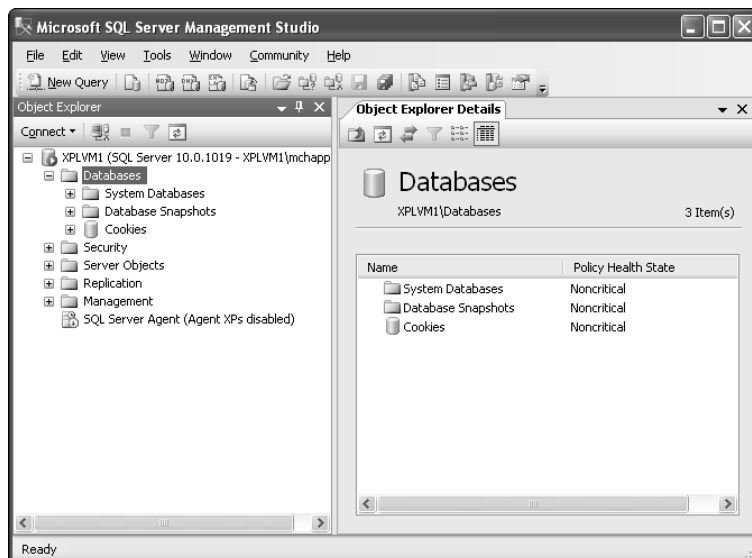 Microsoft SQL Server Management Studio
File Edit View Tools Window Community Help
New Query
Object Explorer
Connect
XPLVM1 (SQL Server 10.0.1019 - XPLVM1\mchapp
Databases
System Databases
Database Snapshots
Cookies
Security
Server Objects
Replication
Management
SQL Server Agent (Agent XPs disabled)
Object Explorer Details
Databases
XPLVM1\Databases 3 Item(s)
Name Policy Health State
System Databases Noncritical
Database Snapshots Noncritical
Cookies Noncritical
Ready